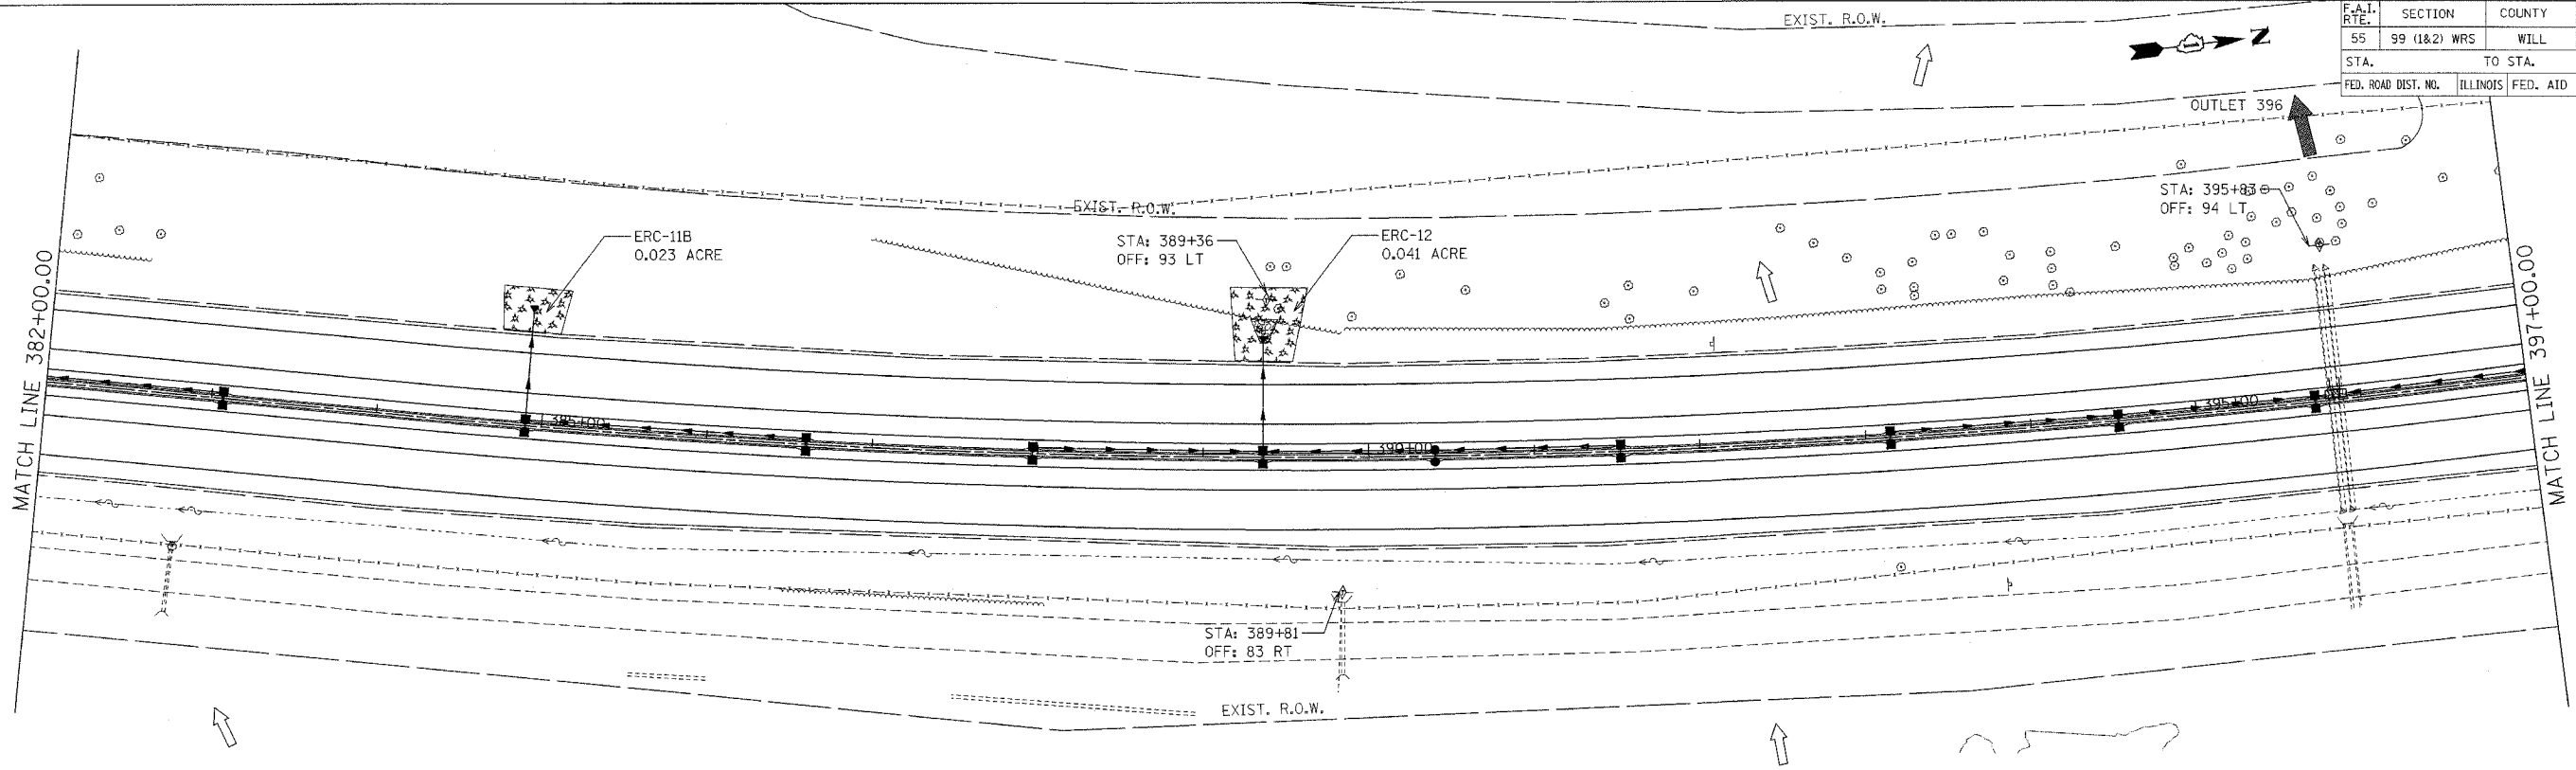 EXIST. R.O.W.
N
F.A.I. RTE. SECTION COUNTY
55 99 (1&2) WRS WILL
STA. TO STA.
FED. ROAD DIST. NO. ILLINOIS FED. AID
OUTLET 396
STA: 395+83
OFF: 94 LT
EXIST. R.O.W.
ERC-11B
0.023 ACRE
STA: 389+36
OFF: 93 LT
ERC-12
0.041 ACRE
MATCH LINE 382+00.00
MATCH LINE 397+00.00
385+00
390+00
395+00
STA: 389+81
OFF: 83 RT
EXIST. R.O.W.